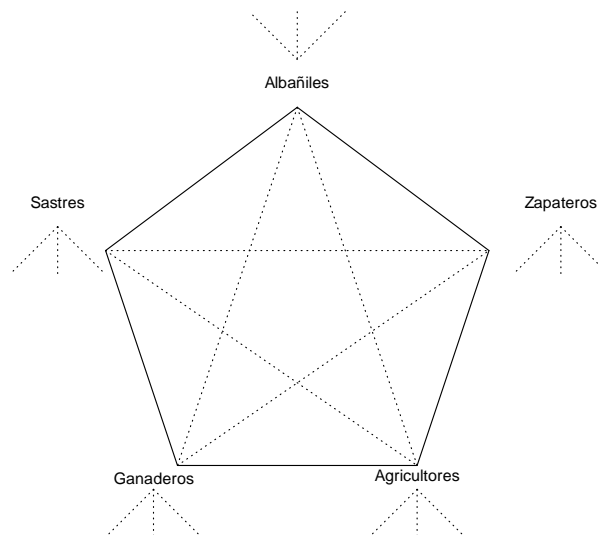 Albañiles
Sastres
Zapateros
Ganaderos
Agricultores